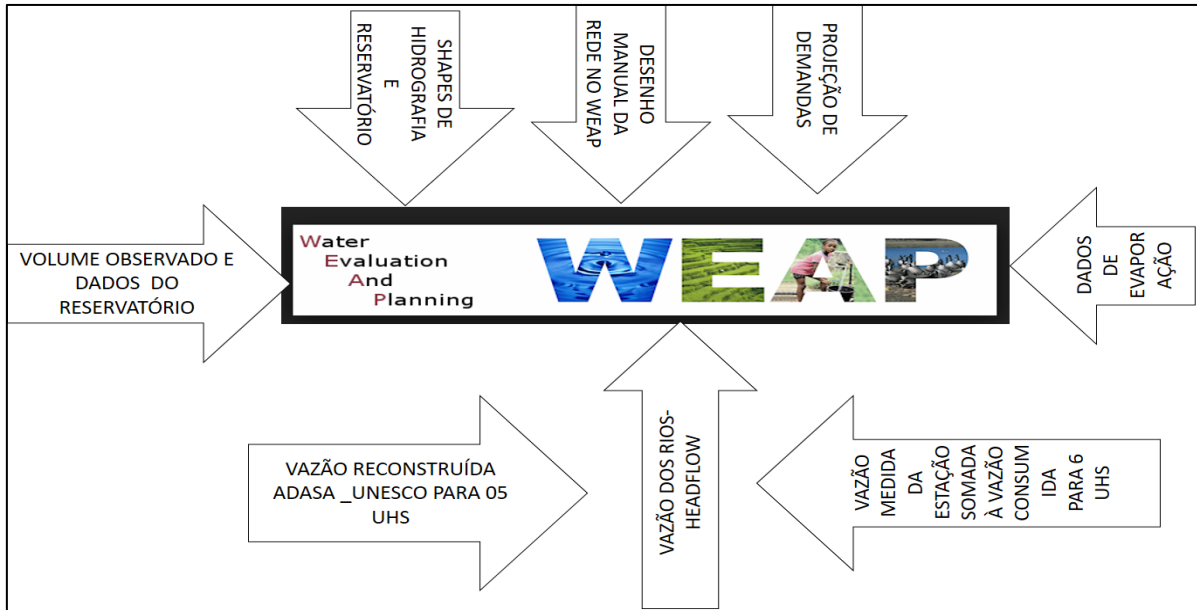 SHAPES DE
HIDROGRAFIA
E
RESERVATÓRIO
DESENHO
MANUAL DA
REDE NO WEAP
PROJEÇÃO DE
DEMANDAS
VOLUME OBSERVADO E
DADOS DO
RESERVATÓRIO
Water
Evaluation
And
Planning
WEAP
DADOS
DE
EVAPOR
AÇÃO
VAZÃO RECONSTRUÍDA
ADASA _UNESCO PARA 05
UHS
VAZÃO DOS RIOS-
HEADFLOW
VAZÃO
MEDIDA
DA
ESTAÇÃO
SOMADA
À VAZÃO
CONSUM
IDA
PARA 6
UHS